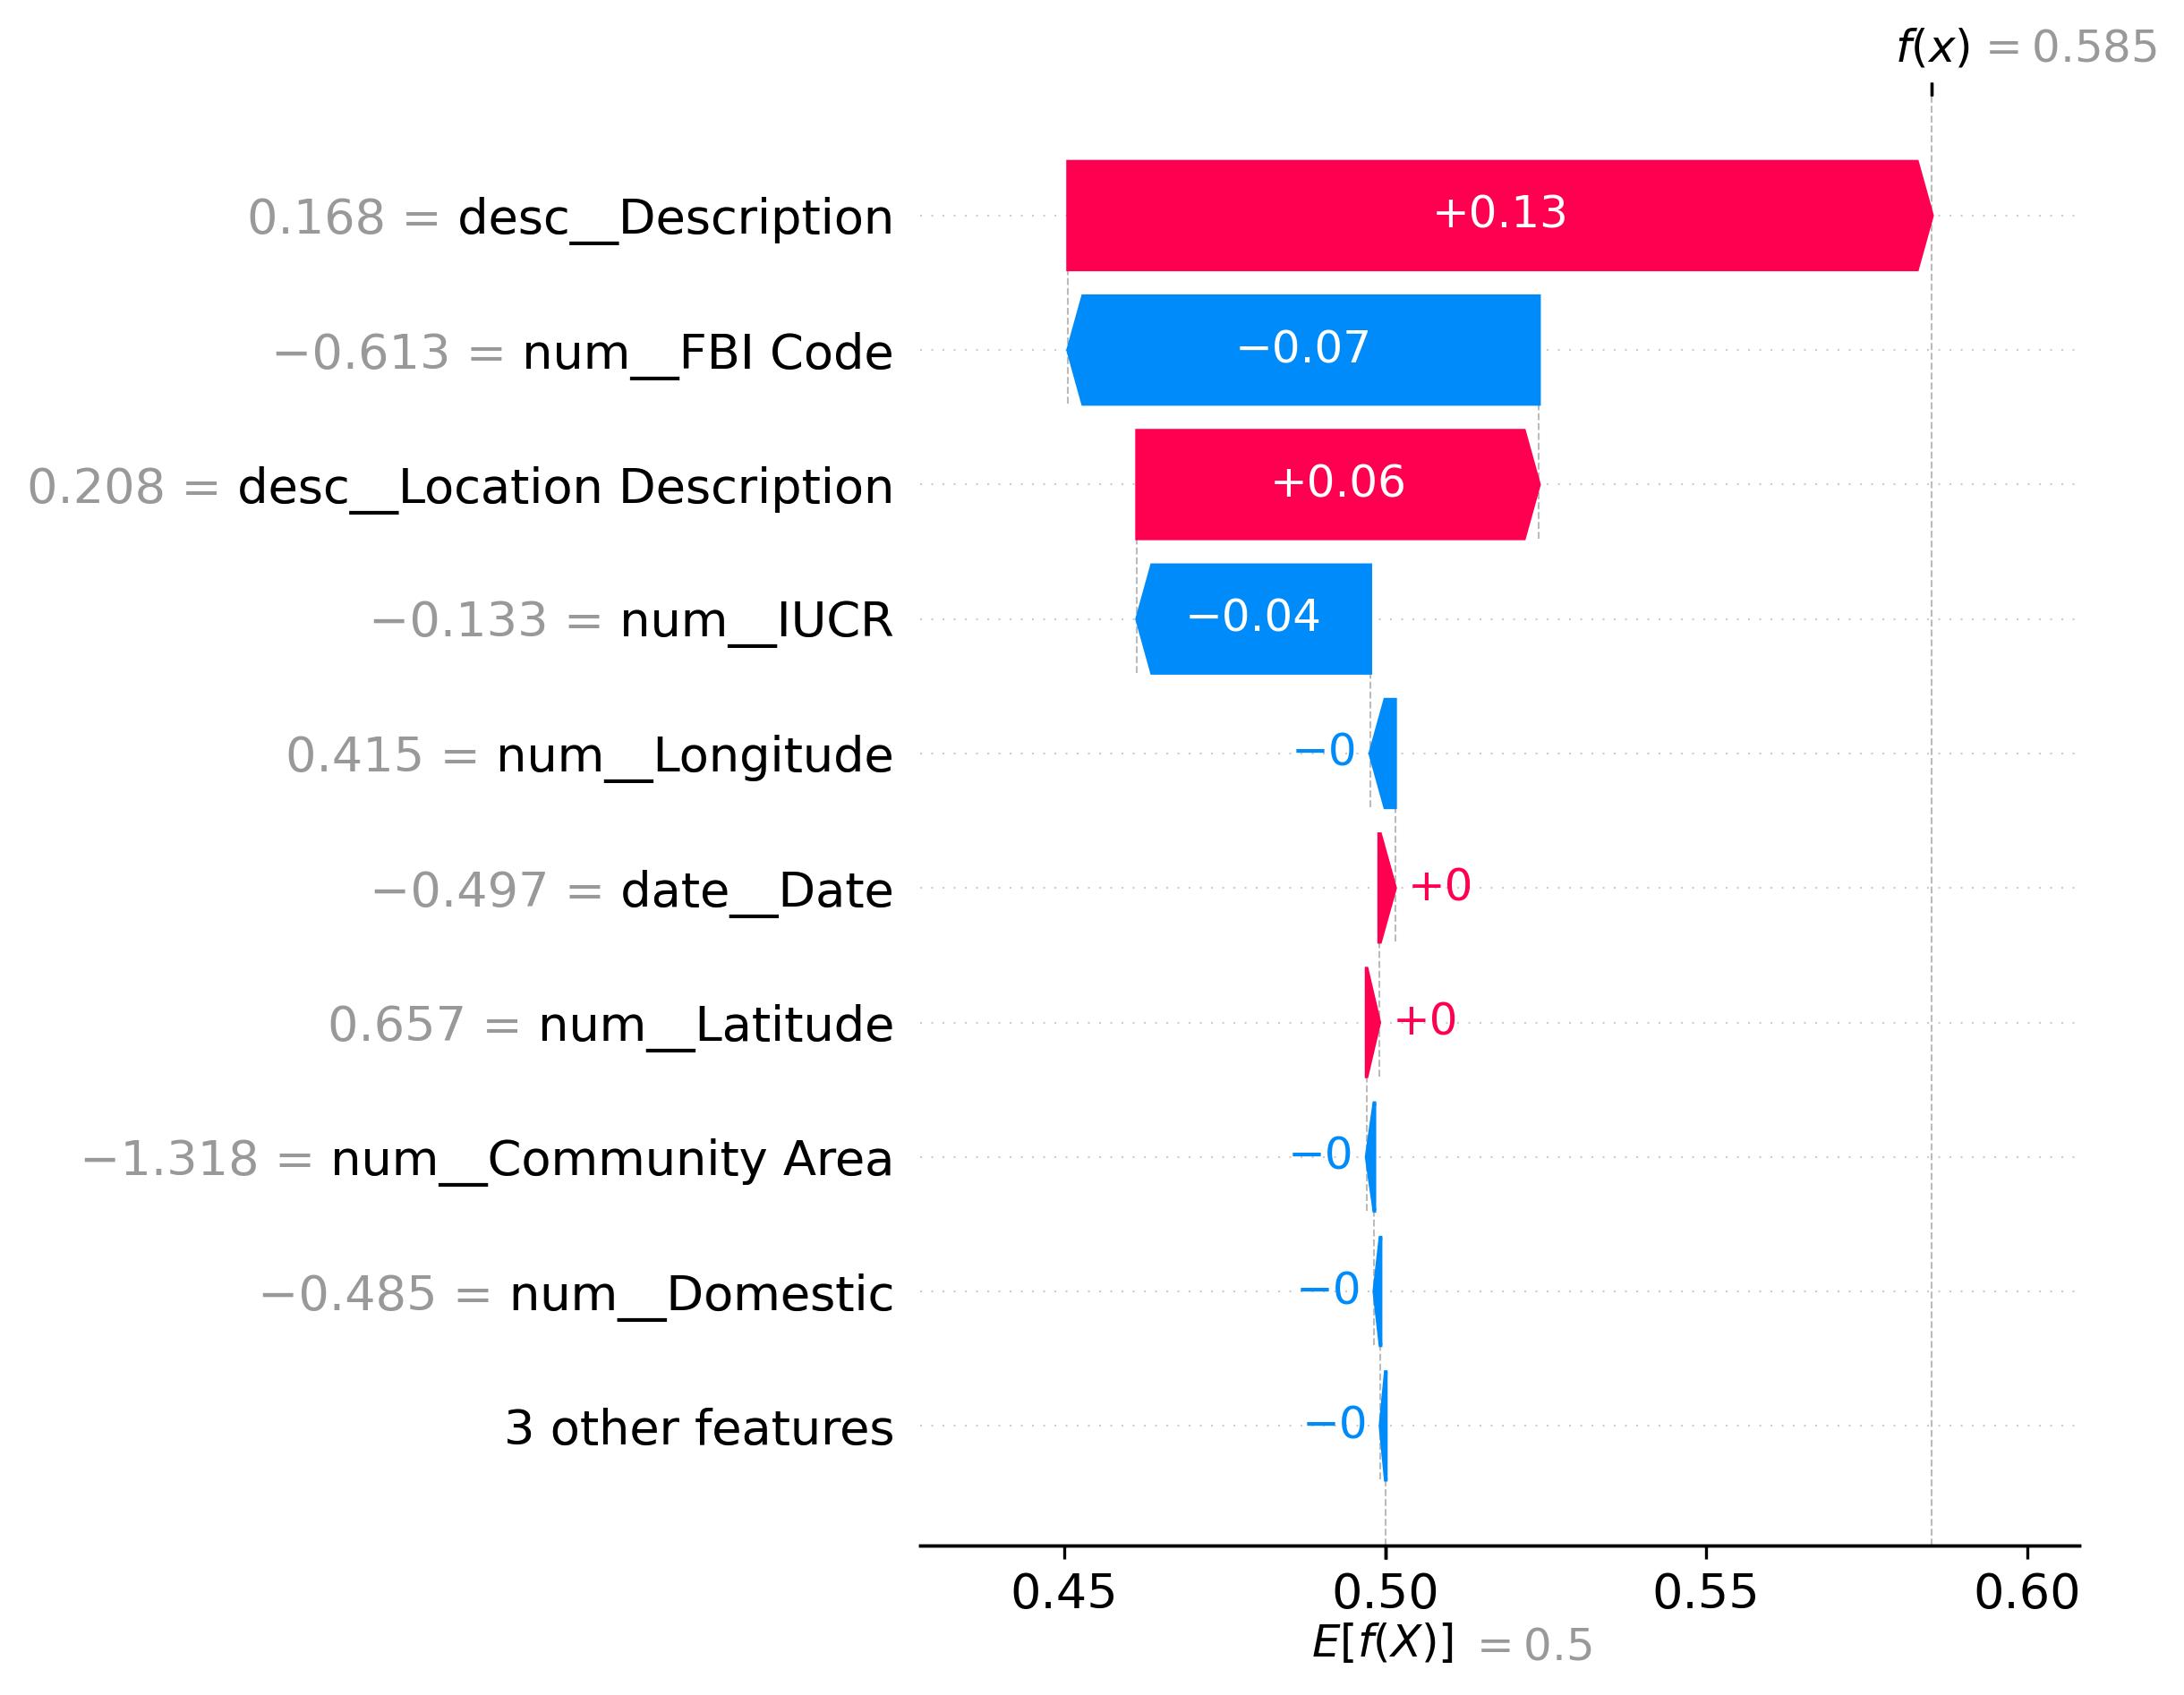 f(x) = 0.585
0.168 = desc__Description
+0.13
−0.613 = num__FBI Code
−0.07
0.208 = desc__Location Description
+0.06
−0.133 = num__IUCR
−0.04
0.415 = num__Longitude
−0
−0.497 = date__Date
+0
0.657 = num__Latitude
+0
−1.318 = num__Community Area
−0
−0.485 = num__Domestic
−0
3 other features
−0
0.45 0.50 0.55 0.60
E[f(X)] = 0.5